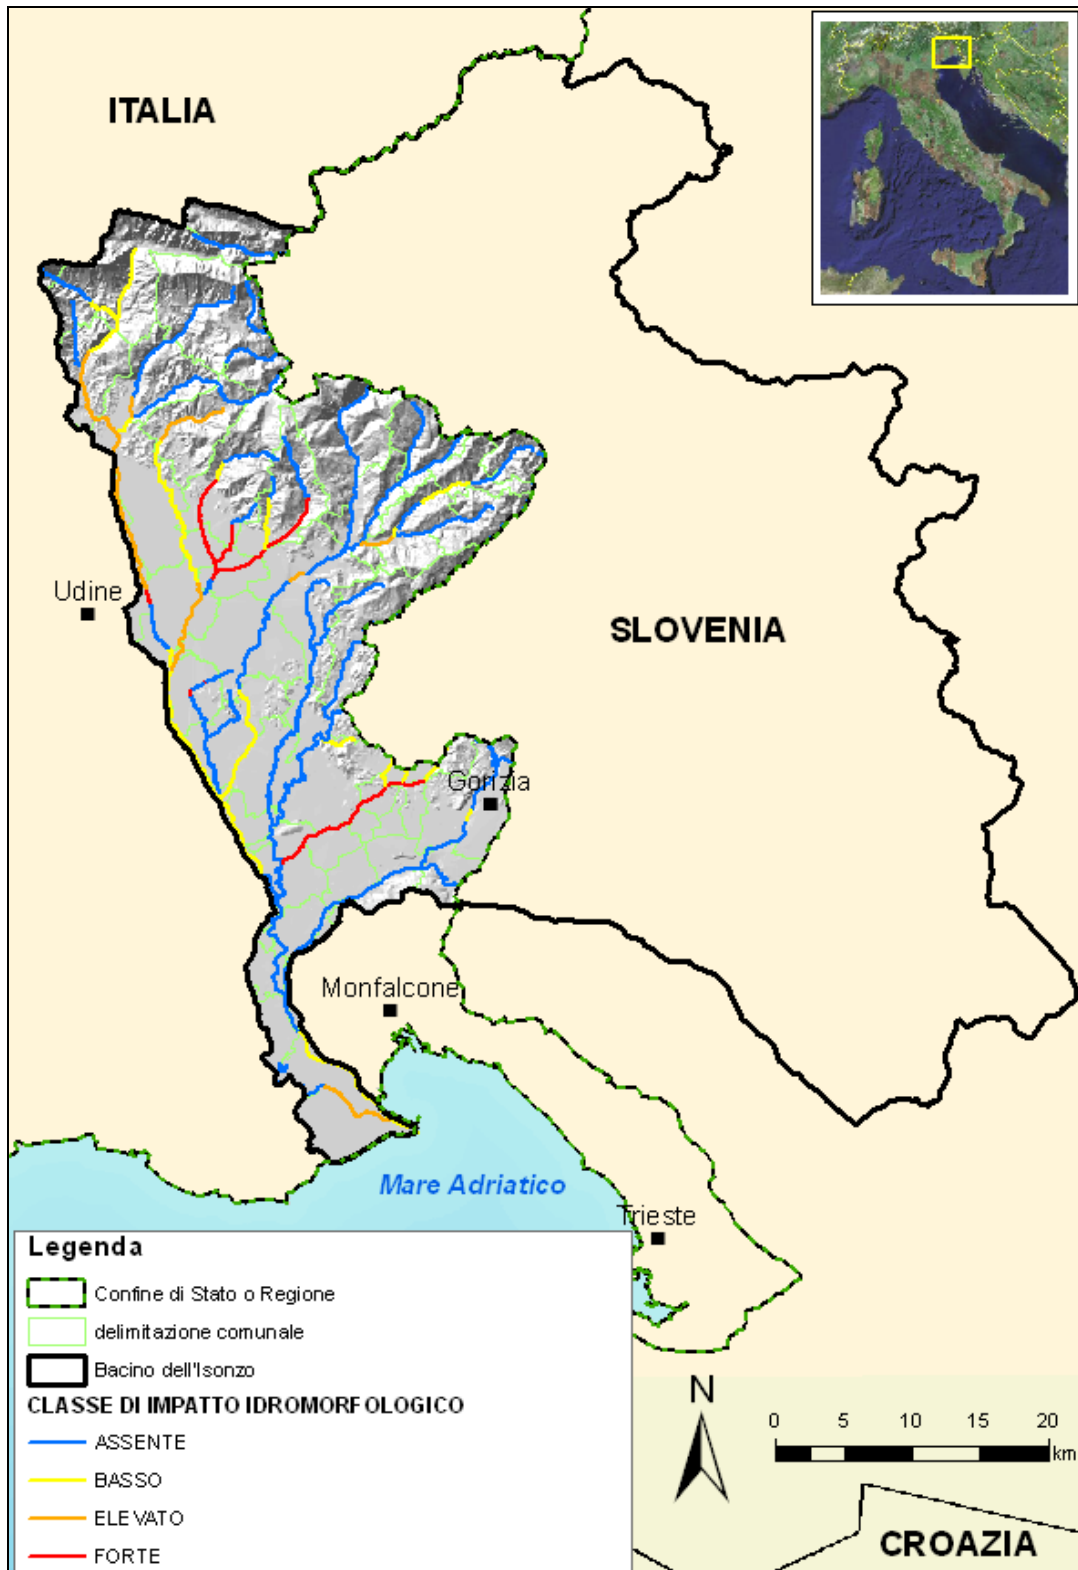 ITALIA
Udine
SLOVENIA
Gorizia
Monfalcone
Mare Adriatico
Trieste
Legenda
Confine di Stato o Regione
delimitazione comunale
Bacino dell'Isonzo
CLASSE DI IMPATTO IDROMORFOLOGICO
ASSENTE
BASSO
ELEVATO
FORTE
N
0 5 10 15 20
km
CROAZIA